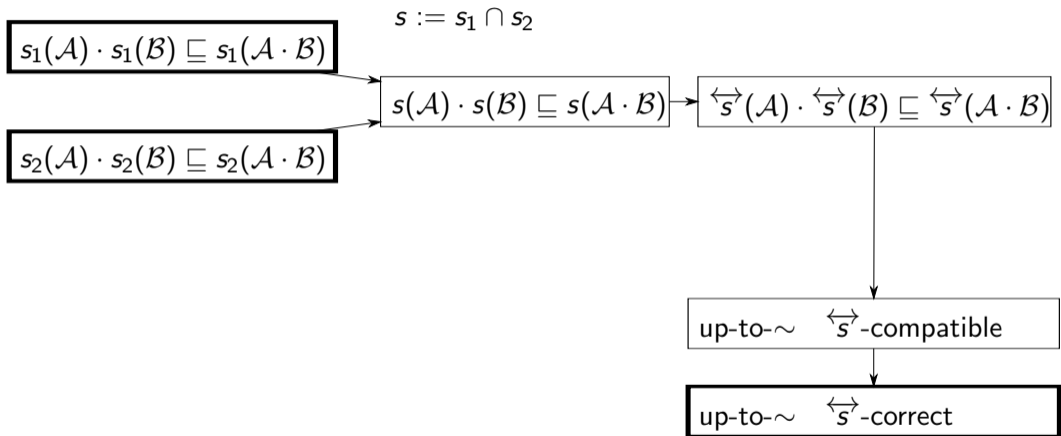 s := s₁ ∩ s₂
s₁(𝒜) · s₁(ℬ) ⊑ s₁(𝒜 · ℬ)
s(𝒜) · s(ℬ) ⊑ s(𝒜 · ℬ)
s⃡(𝒜) · s⃡(ℬ) ⊑ s⃡(𝒜 · ℬ)
s₂(𝒜) · s₂(ℬ) ⊑ s₂(𝒜 · ℬ)
up-to-∼ s⃡-compatible
up-to-∼ s⃡-correct